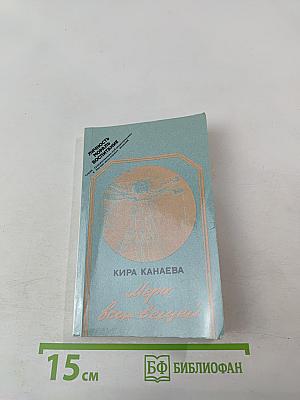 ЛИЧНОСТЬ
МОРАЛЬ
ВОСПИТАНИЕ
КИРА КАНАЕВА
Мера
всех вещей
15 см
БФ БИБЛИОФАН